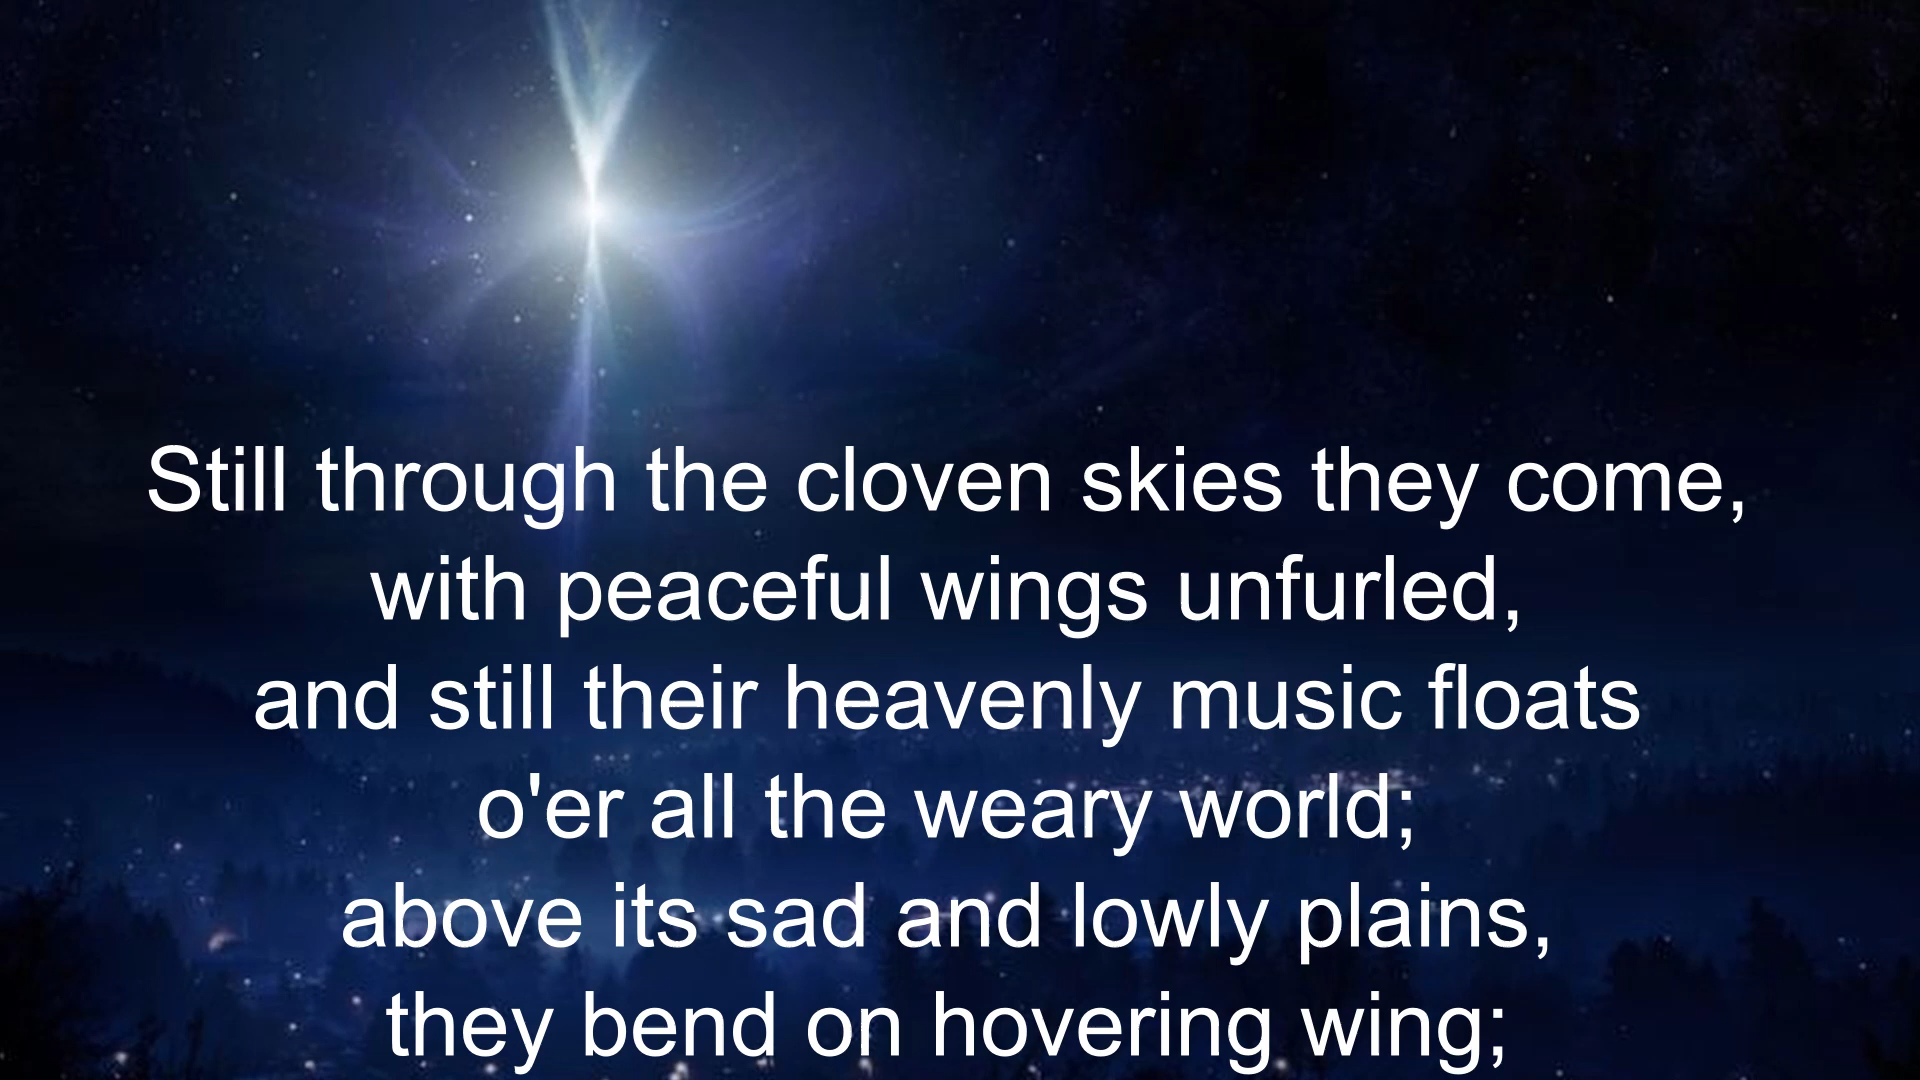 Still through the cloven skies they come,
with peaceful wings unfurled,
and still their heavenly music floats
o'er all the weary world;
above its sad and lowly plains,
they bend on hovering wing;